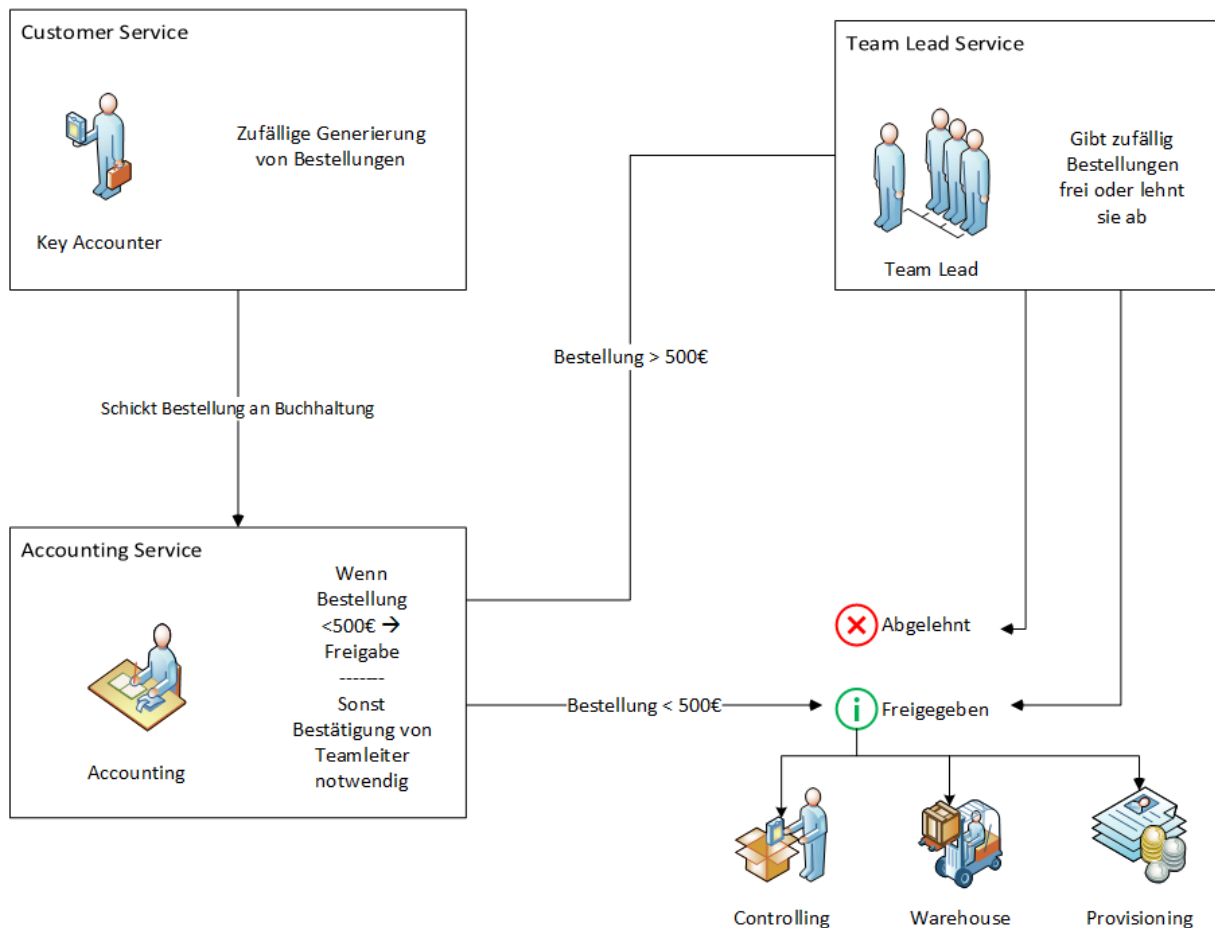 Customer Service
Zufällige Generierung
von Bestellungen
Key Accounter
Team Lead Service
Gibt zufällig
Bestellungen
frei oder lehnt
sie ab
Team Lead
Bestellung > 500€
Schickt Bestellung an Buchhaltung
Accounting Service
Wenn
Bestellung
<500€ →
Freigabe
-------
Sonst
Bestätigung von
Teamleiter
notwendig
Accounting
Abgelehnt
Bestellung < 500€
Freigegeben
Controlling
Warehouse
Provisioning